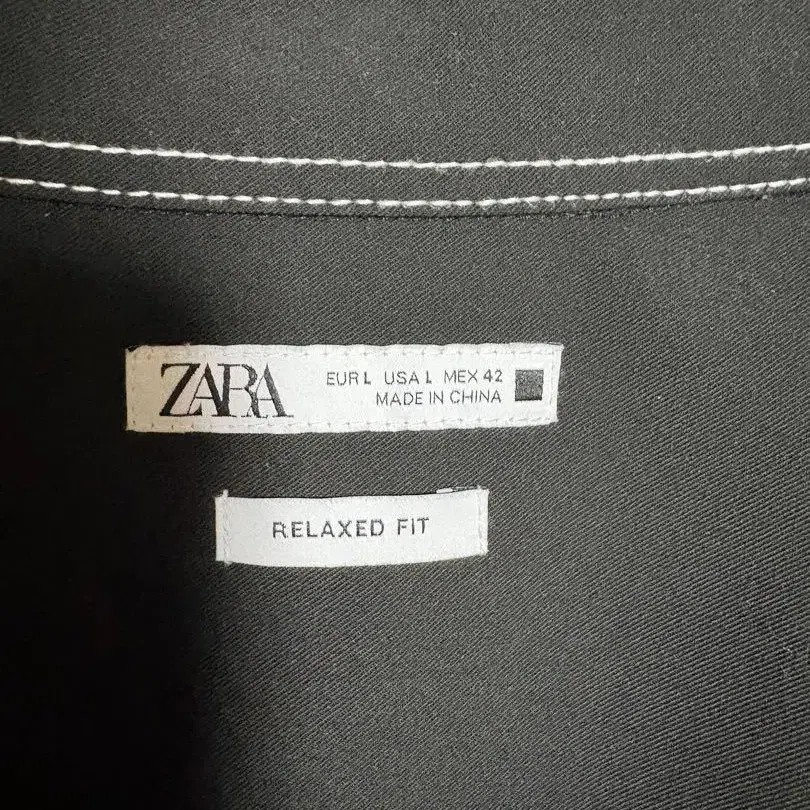 ZARA
EUR L USA L MEX 42
MADE IN CHINA
RELAXED FIT